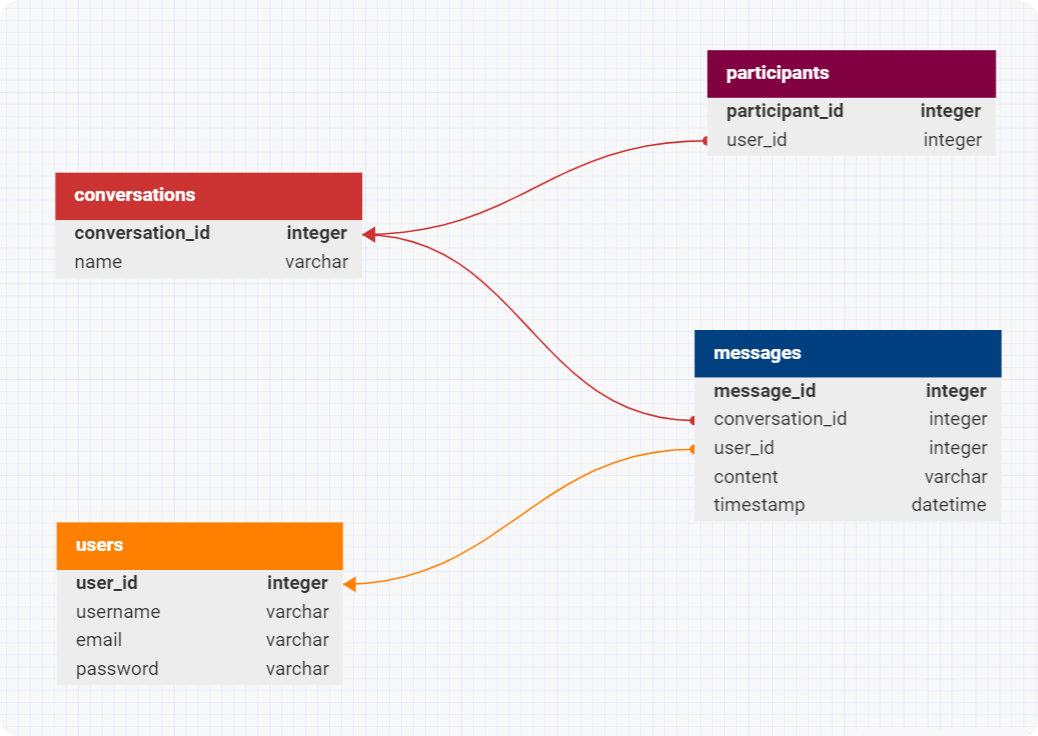 participants
participant_id integer
user_id integer
conversations
conversation_id integer
name varchar
messages
message_id integer
conversation_id integer
user_id integer
content varchar
timestamp datetime
users
user_id integer
username varchar
email varchar
password varchar